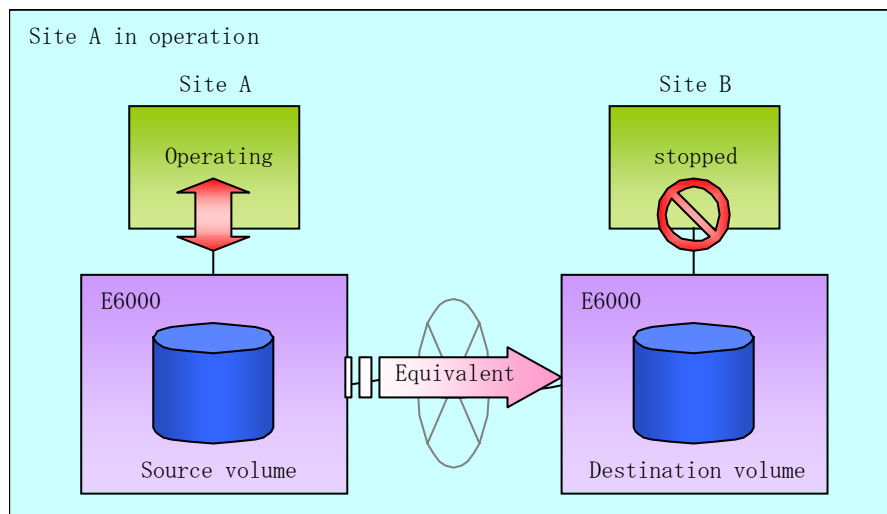 Site A in operation
Site A
Site B
Operating
stopped
E6000
E6000
Equivalent
Source volume
Destination volume